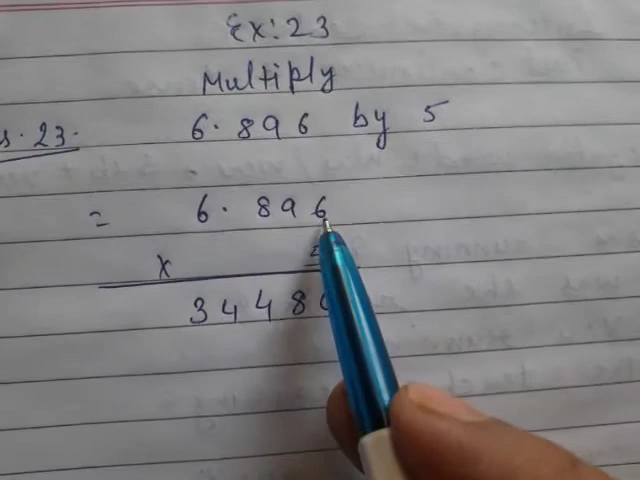 Ex: 23
Multiply
s. 23. 6.896 by 5
= 6.896
x
3448